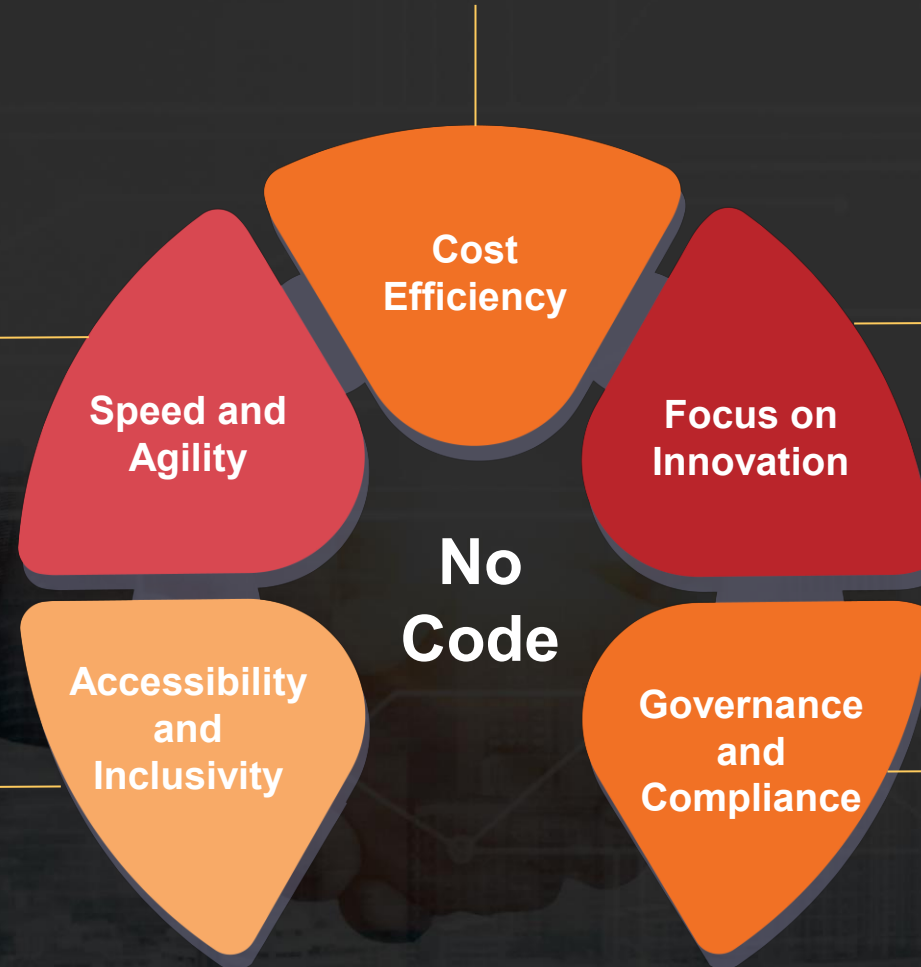 Cost
Efficiency
Speed and
Agility
Focus on
Innovation
No
Code
Accessibility
and
Inclusivity
Governance
and
Compliance